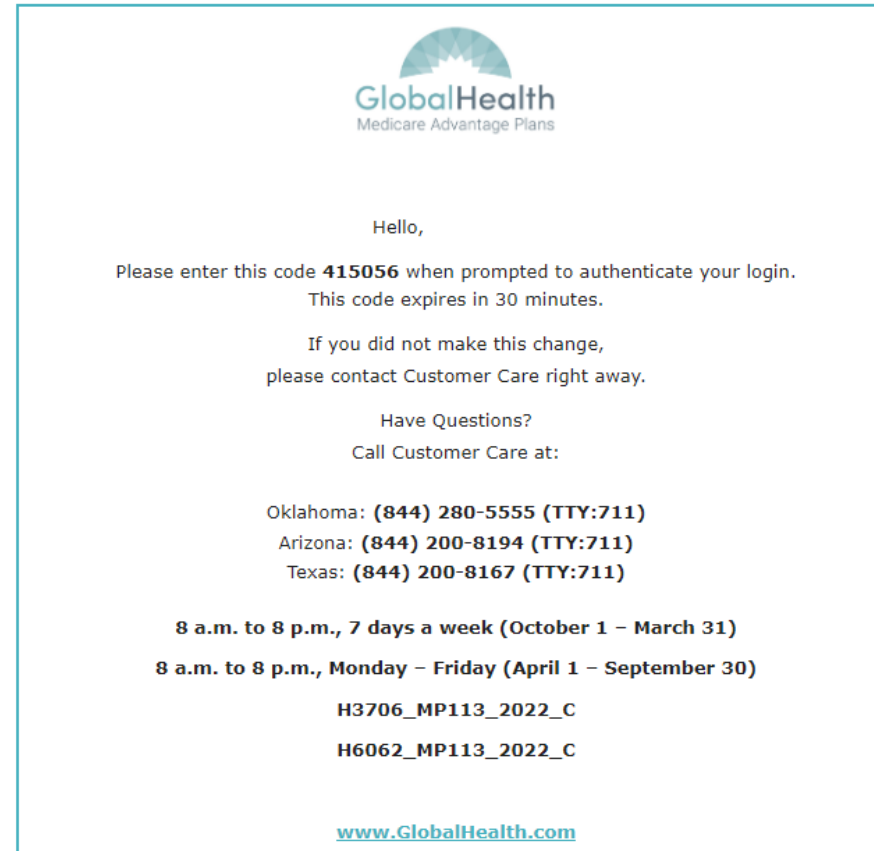 GlobalHealth
Medicare Advantage Plans
Hello,
Please enter this code 415056 when prompted to authenticate your login.
This code expires in 30 minutes.
If you did not make this change,
please contact Customer Care right away.
Have Questions?
Call Customer Care at:
Oklahoma: (844) 280-5555 (TTY:711)
Arizona: (844) 200-8194 (TTY:711)
Texas: (844) 200-8167 (TTY:711)
8 a.m. to 8 p.m., 7 days a week (October 1 – March 31)
8 a.m. to 8 p.m., Monday – Friday (April 1 – September 30)
H3706_MP113_2022_C
H6062_MP113_2022_C
www.GlobalHealth.com